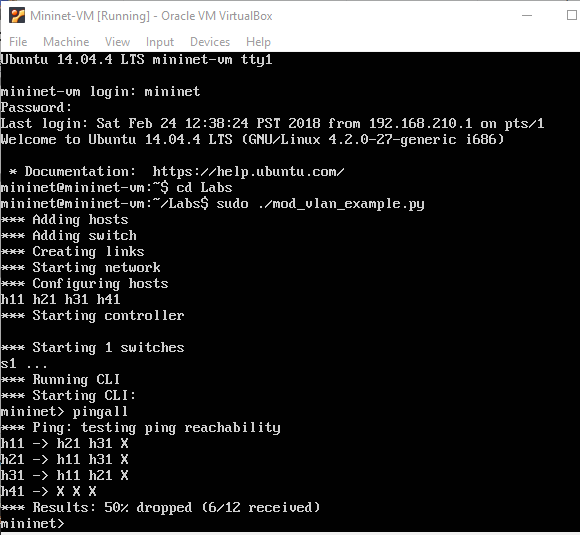 Mininet-VM [Running] - Oracle VM VirtualBox
File Machine View Input Devices Help
Ubuntu 14.04.4 LTS mininet-vm tty1
mininet-vm login: mininet
Password:
Last login: Sat Feb 24 12:38:24 PST 2018 from 192.168.210.1 on pts/1
Welcome to Ubuntu 14.04.4 LTS (GNU/Linux 4.2.0-27-generic i686)
* Documentation:  https://help.ubuntu.com/
mininet@mininet-vm:~$ cd Labs
mininet@mininet-vm:~/Labs$ sudo ./mod_vlan_example.py
*** Adding hosts
*** Adding switch
*** Creating links
*** Starting network
*** Configuring hosts
h11 h21 h31 h41
*** Starting controller
*** Starting 1 switches
s1 ...
*** Running CLI
*** Starting CLI:
mininet> pingall
*** Ping: testing ping reachability
h11 -> h21 h31 X
h21 -> h11 h31 X
h31 -> h11 h21 X
h41 -> X X X
*** Results: 50% dropped (6/12 received)
mininet>